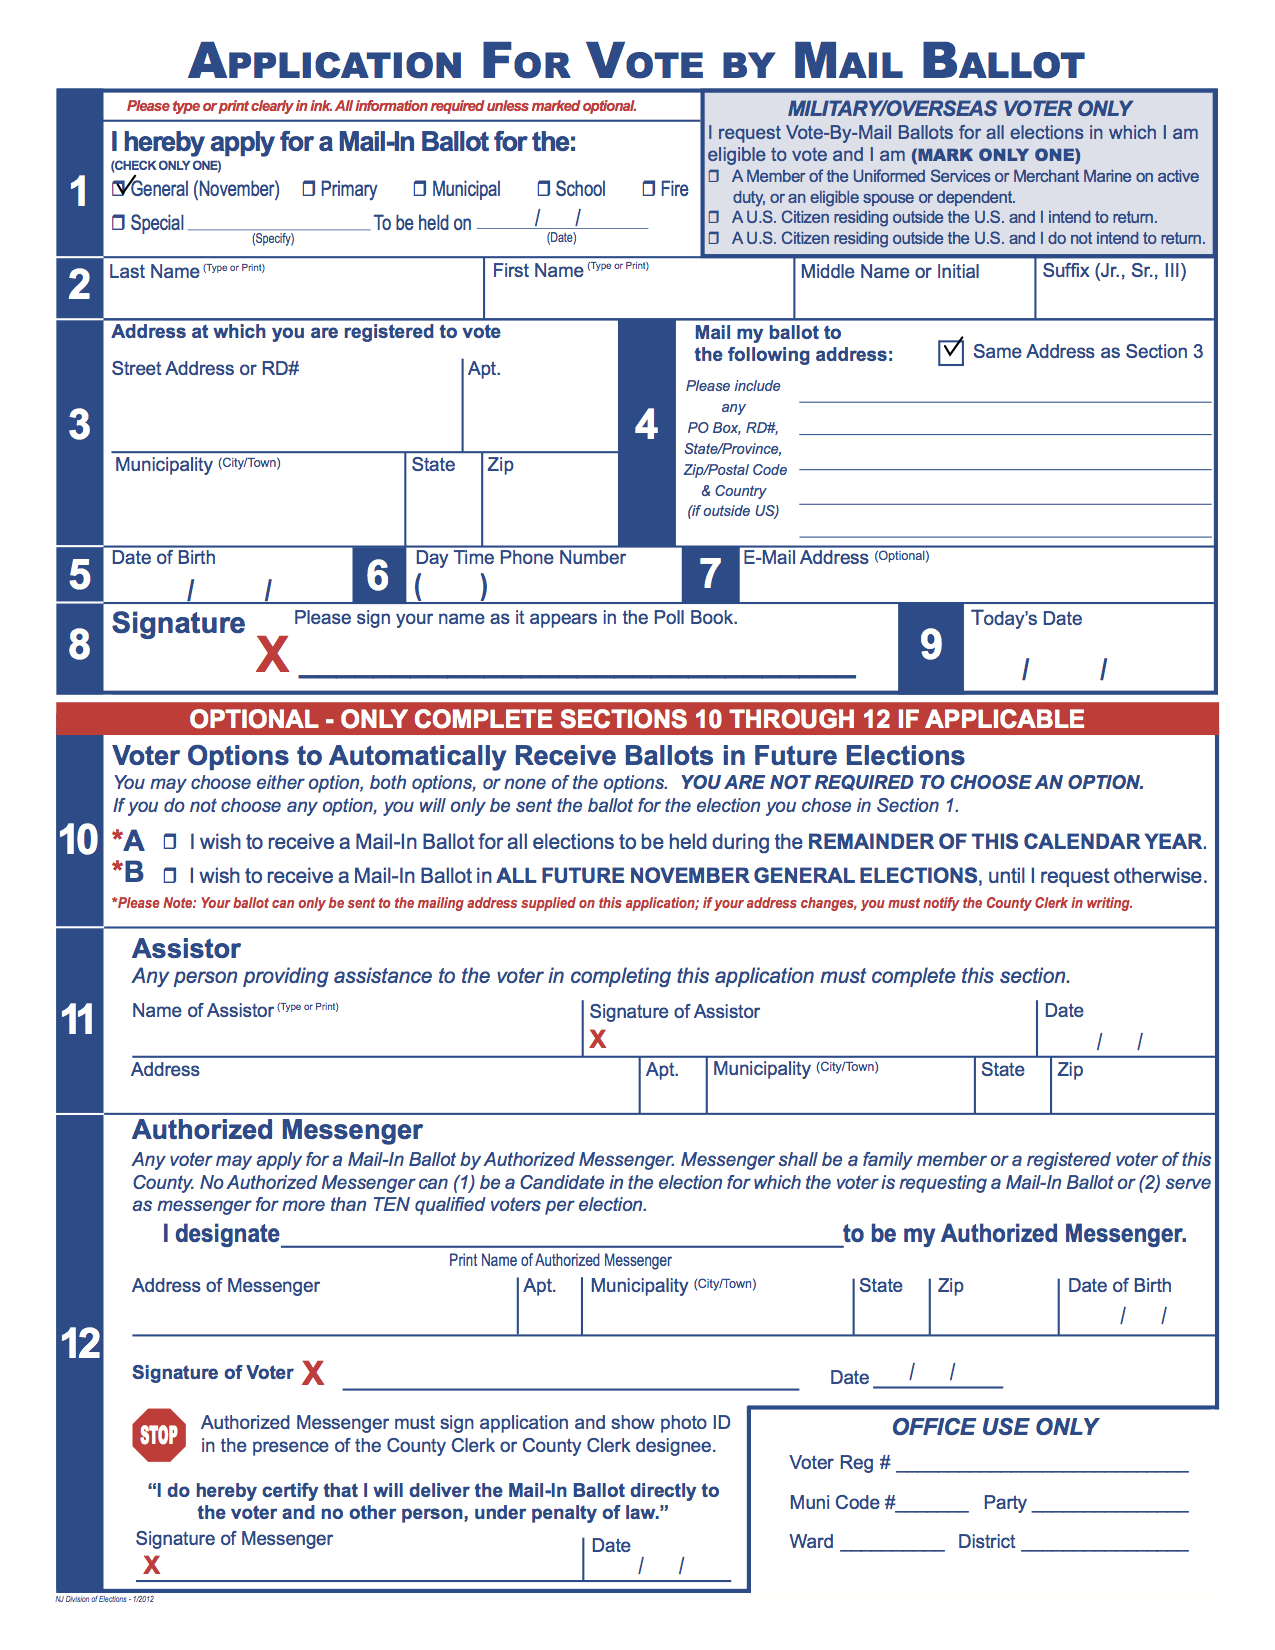 APPLICATION FOR VOTE BY MAIL BALLOT
1
Please type or print clearly in ink. All information required unless marked optional.
I hereby apply for a Mail-In Ballot for the:
(CHECK ONLY ONE)
☑ General (November) ❒ Primary ❒ Municipal ❒ School ❒ Fire
❒ Special ____________ To be held on ____/____/____
(Specify) (Date)
MILITARY/OVERSEAS VOTER ONLY
I request Vote-By-Mail Ballots for all elections in which I am
eligible to vote and I am (MARK ONLY ONE)
❒ A Member of the Uniformed Services or Merchant Marine on active
duty, or an eligible spouse or dependent.
❒ A U.S. Citizen residing outside the U.S. and I intend to return.
❒ A U.S. Citizen residing outside the U.S. and I do not intend to return.
2
Last Name (Type or Print) First Name (Type or Print) Middle Name or Initial Suffix (Jr., Sr., III)
3
Address at which you are registered to vote
Street Address or RD# Apt.
Municipality (City/Town) State Zip
4
Mail my ballot to
the following address:
☑ Same Address as Section 3
Please include
any
PO Box, RD#,
State/Province,
Zip/Postal Code
& Country
(if outside US)
5
Date of Birth
/ /
6
Day Time Phone Number
( )
7
E-Mail Address (Optional)
8
Signature Please sign your name as it appears in the Poll Book.
X ____________
9
Today's Date
/ /
OPTIONAL - ONLY COMPLETE SECTIONS 10 THROUGH 12 IF APPLICABLE
10
Voter Options to Automatically Receive Ballots in Future Elections
You may choose either option, both options, or none of the options. YOU ARE NOT REQUIRED TO CHOOSE AN OPTION.
If you do not choose any option, you will only be sent the ballot for the election you chose in Section 1.
*A ❒ I wish to receive a Mail-In Ballot for all elections to be held during the REMAINDER OF THIS CALENDAR YEAR.
*B ❒ I wish to receive a Mail-In Ballot in ALL FUTURE NOVEMBER GENERAL ELECTIONS, until I request otherwise.
*Please Note: Your ballot can only be sent to the mailing address supplied on this application; if your address changes, you must notify the County Clerk in writing.
11
Assistor
Any person providing assistance to the voter in completing this application must complete this section.
Name of Assistor (Type or Print) Signature of Assistor Date
X / /
Address Apt. Municipality (City/Town) State Zip
12
Authorized Messenger
Any voter may apply for a Mail-In Ballot by Authorized Messenger. Messenger shall be a family member or a registered voter of this
County. No Authorized Messenger can (1) be a Candidate in the election for which the voter is requesting a Mail-In Ballot or (2) serve
as messenger for more than TEN qualified voters per election.
I designate ____________ to be my Authorized Messenger.
Print Name of Authorized Messenger
Address of Messenger Apt. Municipality (City/Town) State Zip Date of Birth
/ /
Signature of Voter X ____________ Date ___/___/___
STOP
Authorized Messenger must sign application and show photo ID
in the presence of the County Clerk or County Clerk designee.
“I do hereby certify that I will deliver the Mail-In Ballot directly to
the voter and no other person, under penalty of law.”
Signature of Messenger Date
X / /
OFFICE USE ONLY
Voter Reg # ____________
Muni Code #_______ Party ____________
Ward __________ District ____________
NJ Division of Elections - 1/2012